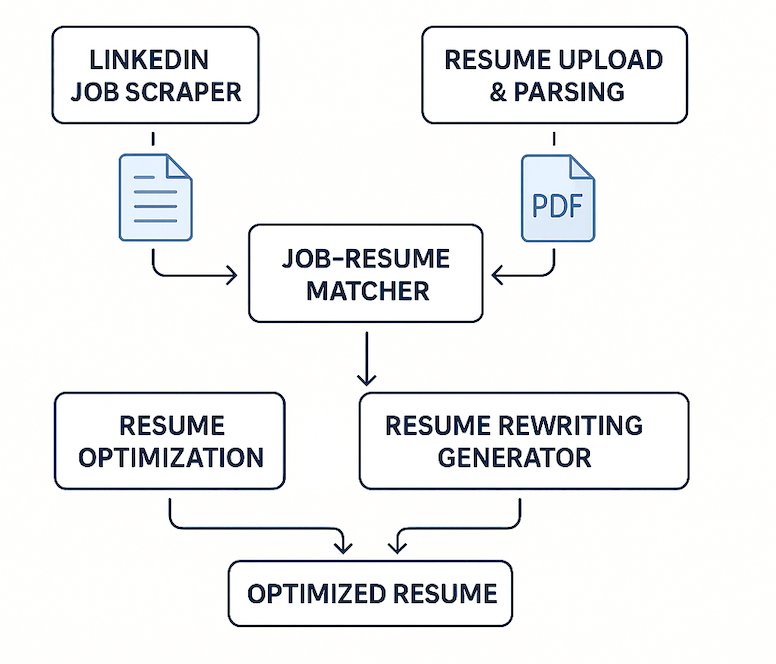 LINKEDIN
JOB SCRAPER
RESUME UPLOAD
& PARSING
PDF
JOB-RESUME
MATCHER
RESUME
OPTIMIZATION
RESUME REWRITING
GENERATOR
OPTIMIZED RESUME